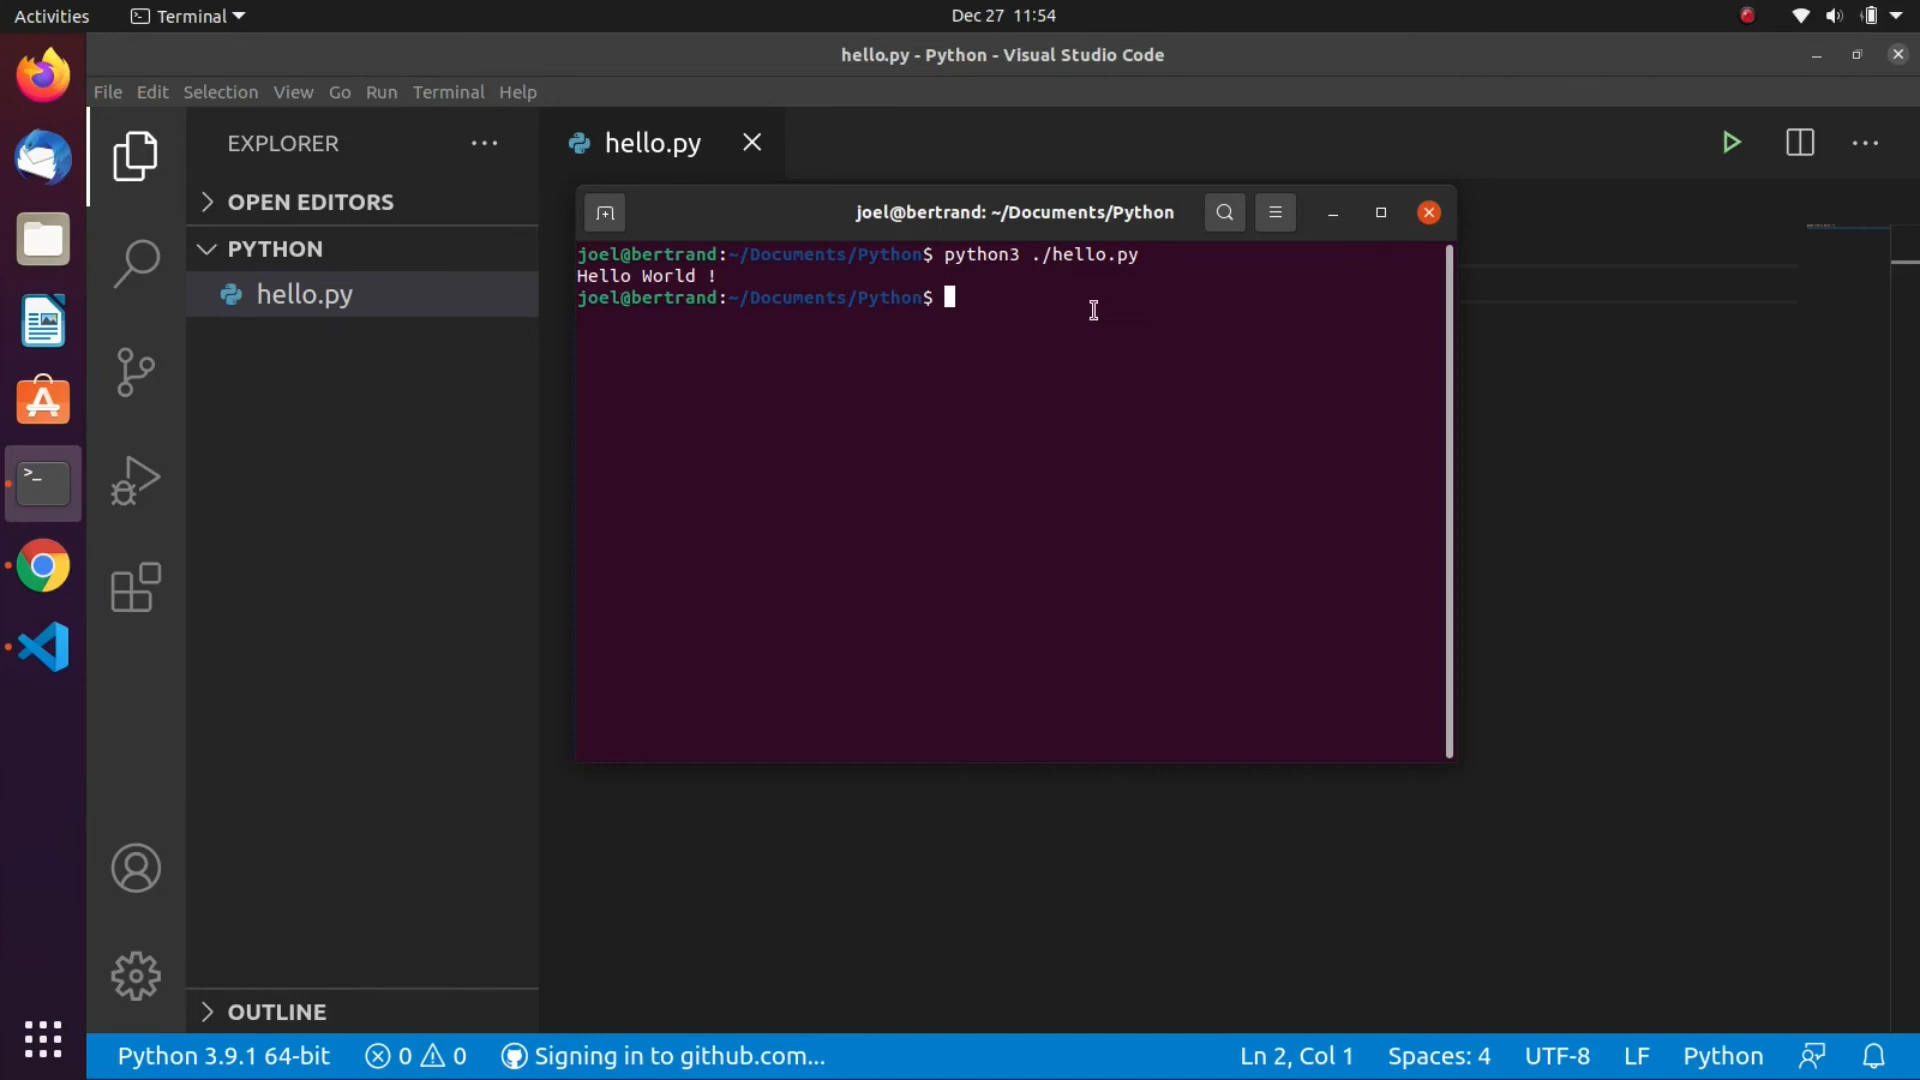 Activities
Terminal
Dec 27 11:54
hello.py - Python - Visual Studio Code
File Edit Selection View Go Run Terminal Help
EXPLORER
hello.py
OPEN EDITORS
PYTHON
hello.py
joel@bertrand: ~/Documents/Python
joel@bertrand:~/Documents/Python$ python3 ./hello.py
Hello World !
joel@bertrand:~/Documents/Python$
OUTLINE
Python 3.9.1 64-bit
0
0
Signing in to github.com...
Ln 2, Col 1
Spaces: 4
UTF-8
LF
Python